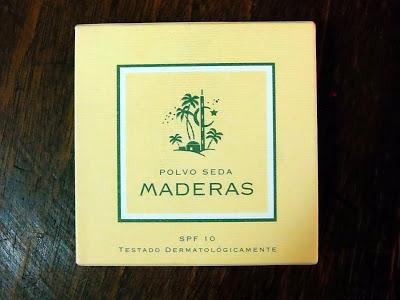 POLVO SEDA
MADERAS
SPF 10
TESTADO DERMATOLÓGICAMENTE